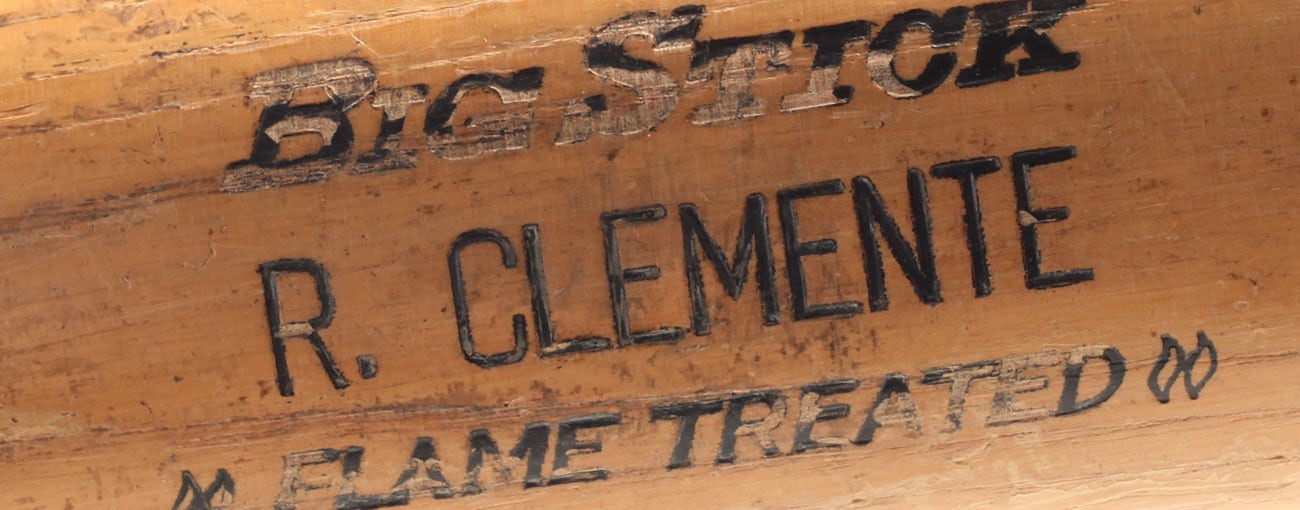 BIG STICK
R. CLEMENTE
FLAME TREATED